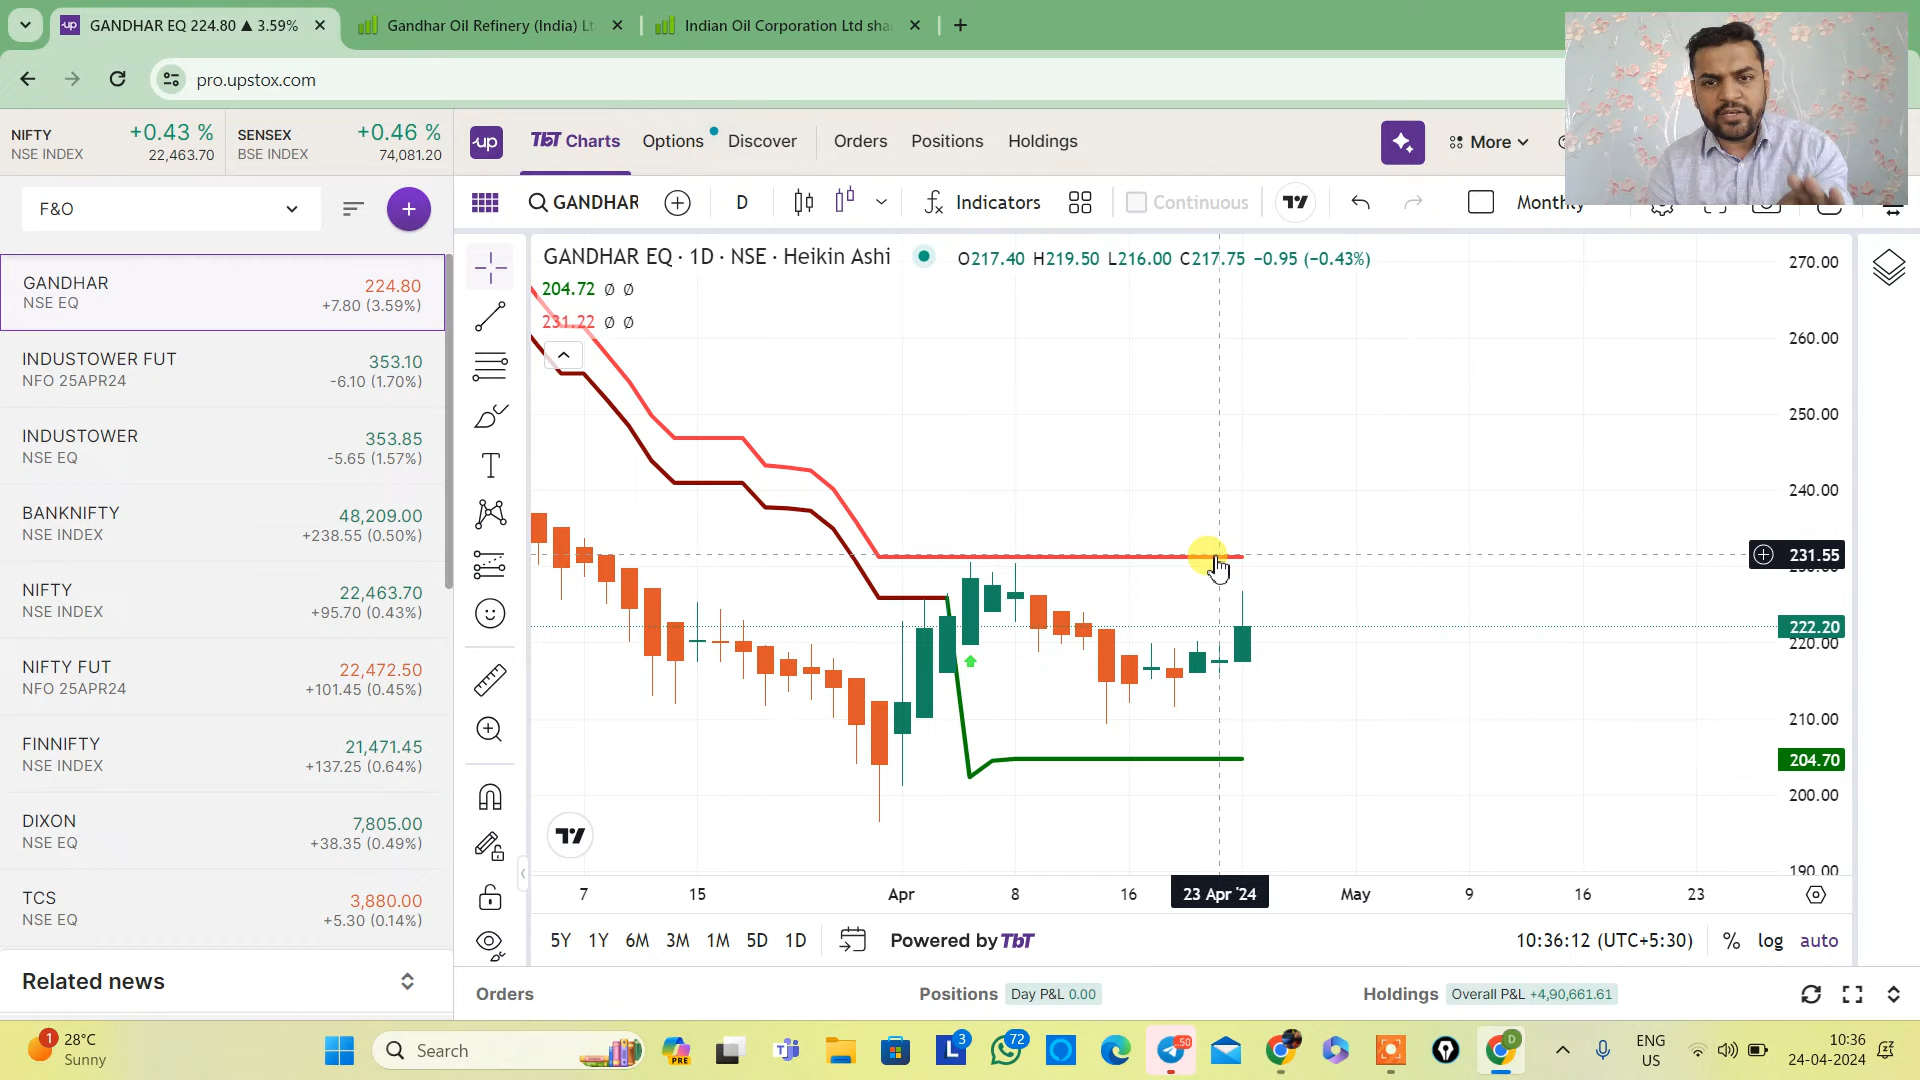 GANDHAR EQ 224.80 ▲ 3.59%
Gandhar Oil Refinery (India) Lt
Indian Oil Corporation Ltd sha
pro.upstox.com
NIFTY +0.43 %
NSE INDEX 22,463.70
SENSEX +0.46 %
BSE INDEX 74,081.20
up
TbT Charts
Options
Discover
Orders
Positions
Holdings
More
F&O
GANDHAR
D
Indicators
Continuous
Monthly
GANDHAR 224.80
NSE EQ +7.80 (3.59%)
INDUSTOWER FUT 353.10
NFO 25APR24 -6.10 (1.70%)
INDUSTOWER 353.85
NSE EQ -5.65 (1.57%)
BANKNIFTY 48,209.00
NSE INDEX +238.55 (0.50%)
NIFTY 22,463.70
NSE INDEX +95.70 (0.43%)
NIFTY FUT 22,472.50
NFO 25APR24 +101.45 (0.45%)
FINNIFTY 21,471.45
NSE INDEX +137.25 (0.64%)
DIXON 7,805.00
NSE EQ +38.35 (0.49%)
TCS 3,880.00
NSE EQ +5.30 (0.14%)
Related news
GANDHAR EQ · 1D · NSE · Heikin Ashi
O217.40 H219.50 L216.00 C217.75 −0.95 (−0.43%)
204.72 Ø Ø
231.22 Ø Ø
270.00
260.00
250.00
240.00
231.55
230.00
222.20
220.00
210.00
204.70
200.00
190.00
7 15 Apr 8 16 23 Apr '24 May 9 16 23
5Y 1Y 6M 3M 1M 5D 1D
Powered by TbT
10:36:12 (UTC+5:30) % log auto
Orders
Positions Day P&L 0.00
Holdings Overall P&L +4,90,661.61
1
28°C
Sunny
Search
PRE
3
72
.50
D
ENG
US
10:36
24-04-2024